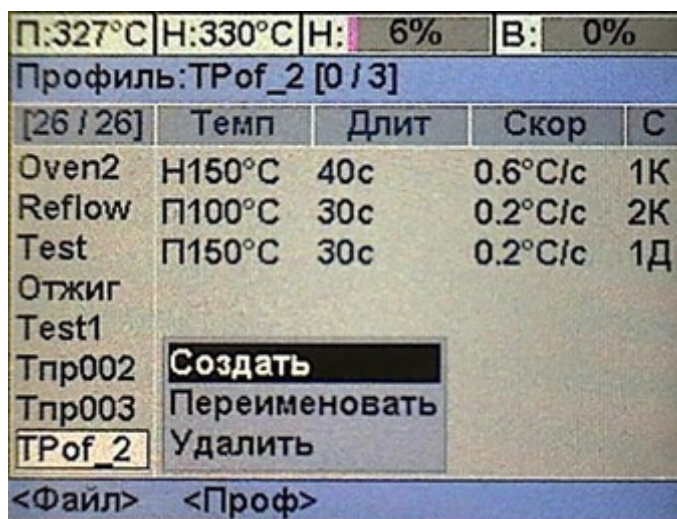 П:327°C Н:330°C Н: 6% В: 0%
Профиль:TPof_2 [0 / 3]
[26 / 26] Темп Длит Скор С
Oven2 Н150°C 40с 0.6°C/с 1К
Reflow П100°C 30с 0.2°C/с 2К
Test П150°C 30с 0.2°C/с 1Д
Отжиг
Test1
Тпр002 Создать
Тпр003 Переименовать
TPof_2 Удалить
<Файл> <Проф>